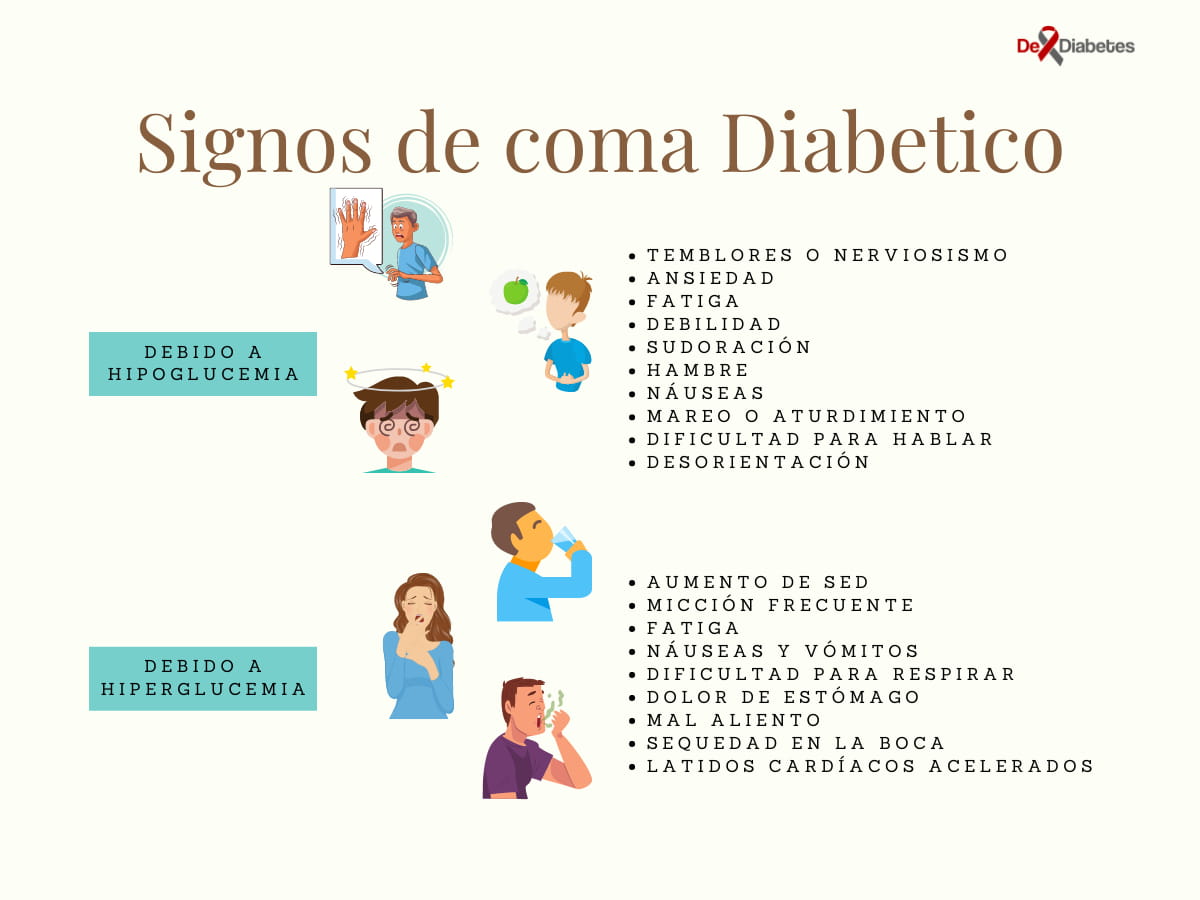 De Diabetes
Signos de coma Diabetico
DEBIDO A
HIPOGLUCEMIA
TEMBLORES O NERVIOSISMO
ANSIEDAD
FATIGA
DEBILIDAD
SUDORACIÓN
HAMBRE
NÁUSEAS
MAREO O ATURDIMIENTO
DIFICULTAD PARA HABLAR
DESORIENTACIÓN
DEBIDO A
HIPERGLUCEMIA
AUMENTO DE SED
MICCIÓN FRECUENTE
FATIGA
NÁUSEAS Y VÓMITOS
DIFICULTAD PARA RESPIRAR
DOLOR DE ESTÓMAGO
MAL ALIENTO
SEQUEDAD EN LA BOCA
LATIDOS CARDÍACOS ACELERADOS